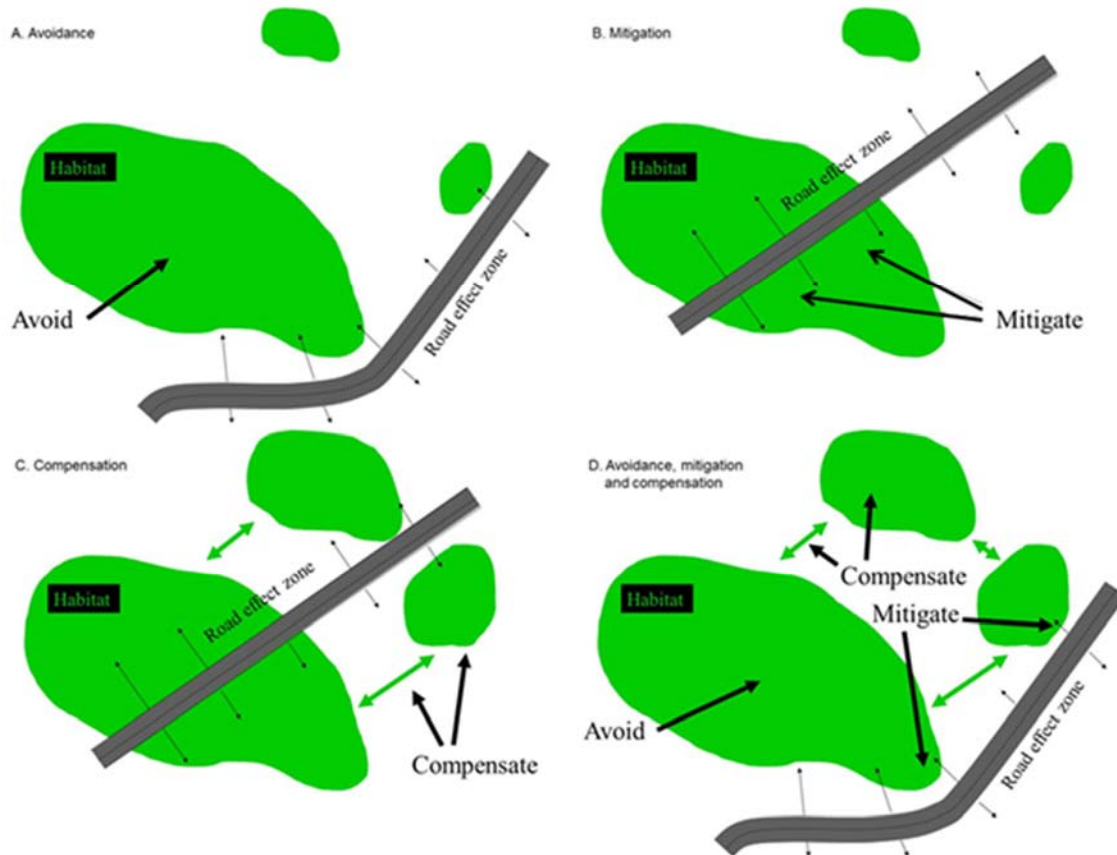 A. Avoidance
Habitat
Avoid
Road effect zone
B. Mitigation
Habitat
Road effect zone
Mitigate
C. Compensation
Habitat
Road effect zone
Compensate
D. Avoidance, mitigation
and compensation
Habitat
Compensate
Mitigate
Avoid
Road effect zone